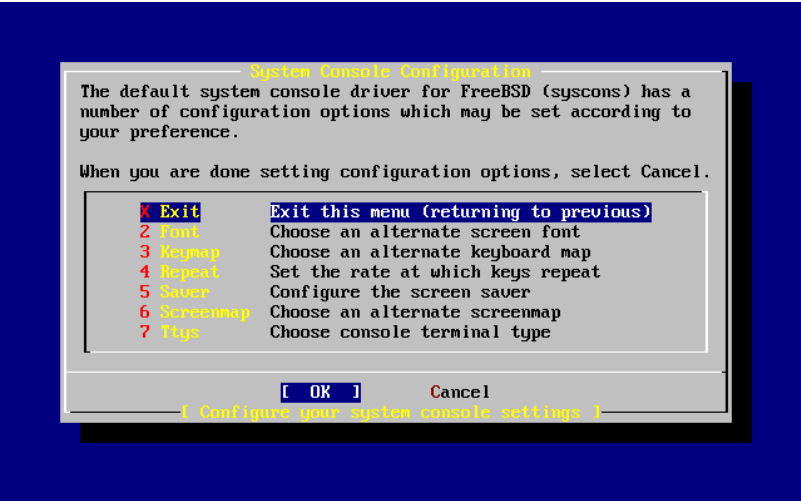 System Console Configuration
The default system console driver for FreeBSD (syscons) has a
number of configuration options which may be set according to
your preference.
When you are done setting configuration options, select Cancel.
X Exit Exit this menu (returning to previous)
2 Font Choose an alternate screen font
3 Keymap Choose an alternate keyboard map
4 Repeat Set the rate at which keys repeat
5 Saver Configure the screen saver
6 Screenmap Choose an alternate screenmap
7 Ttys Choose console terminal type
[ OK ] Cancel
[ Configure your system console settings ]